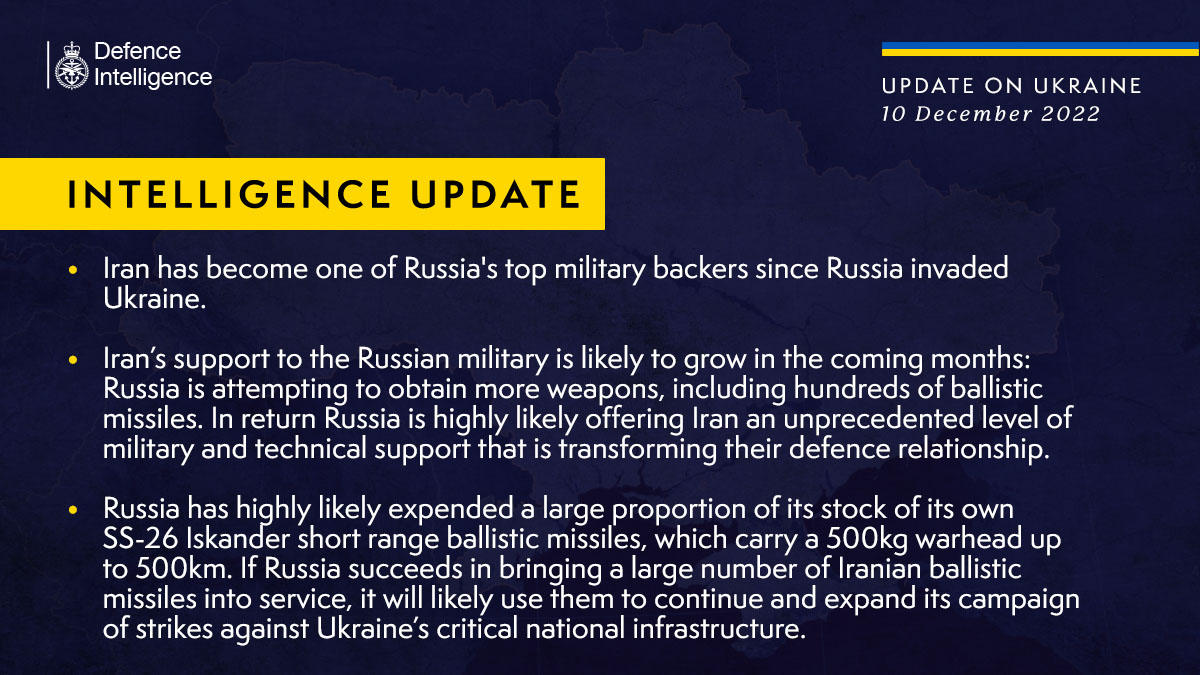 Defence
Intelligence
UPDATE ON UKRAINE
10 December 2022
INTELLIGENCE UPDATE
• Iran has become one of Russia's top military backers since Russia invaded
Ukraine.
• Iran’s support to the Russian military is likely to grow in the coming months:
Russia is attempting to obtain more weapons, including hundreds of ballistic
missiles. In return Russia is highly likely offering Iran an unprecedented level of
military and technical support that is transforming their defence relationship.
• Russia has highly likely expended a large proportion of its stock of its own
SS-26 Iskander short range ballistic missiles, which carry a 500kg warhead up
to 500km. If Russia succeeds in bringing a large number of Iranian ballistic
missiles into service, it will likely use them to continue and expand its campaign
of strikes against Ukraine’s critical national infrastructure.